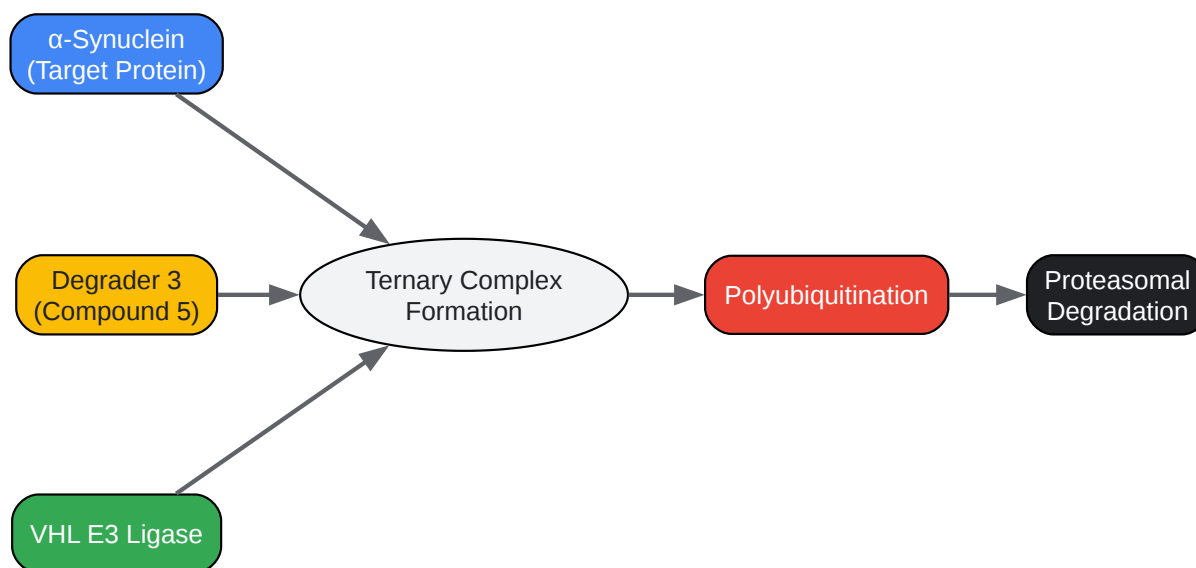 α-Synuclein
(Target Protein)
Degrader 3
(Compound 5)
Ternary Complex
Formation
Polyubiquitination
Proteasomal
Degradation
VHL E3 Ligase